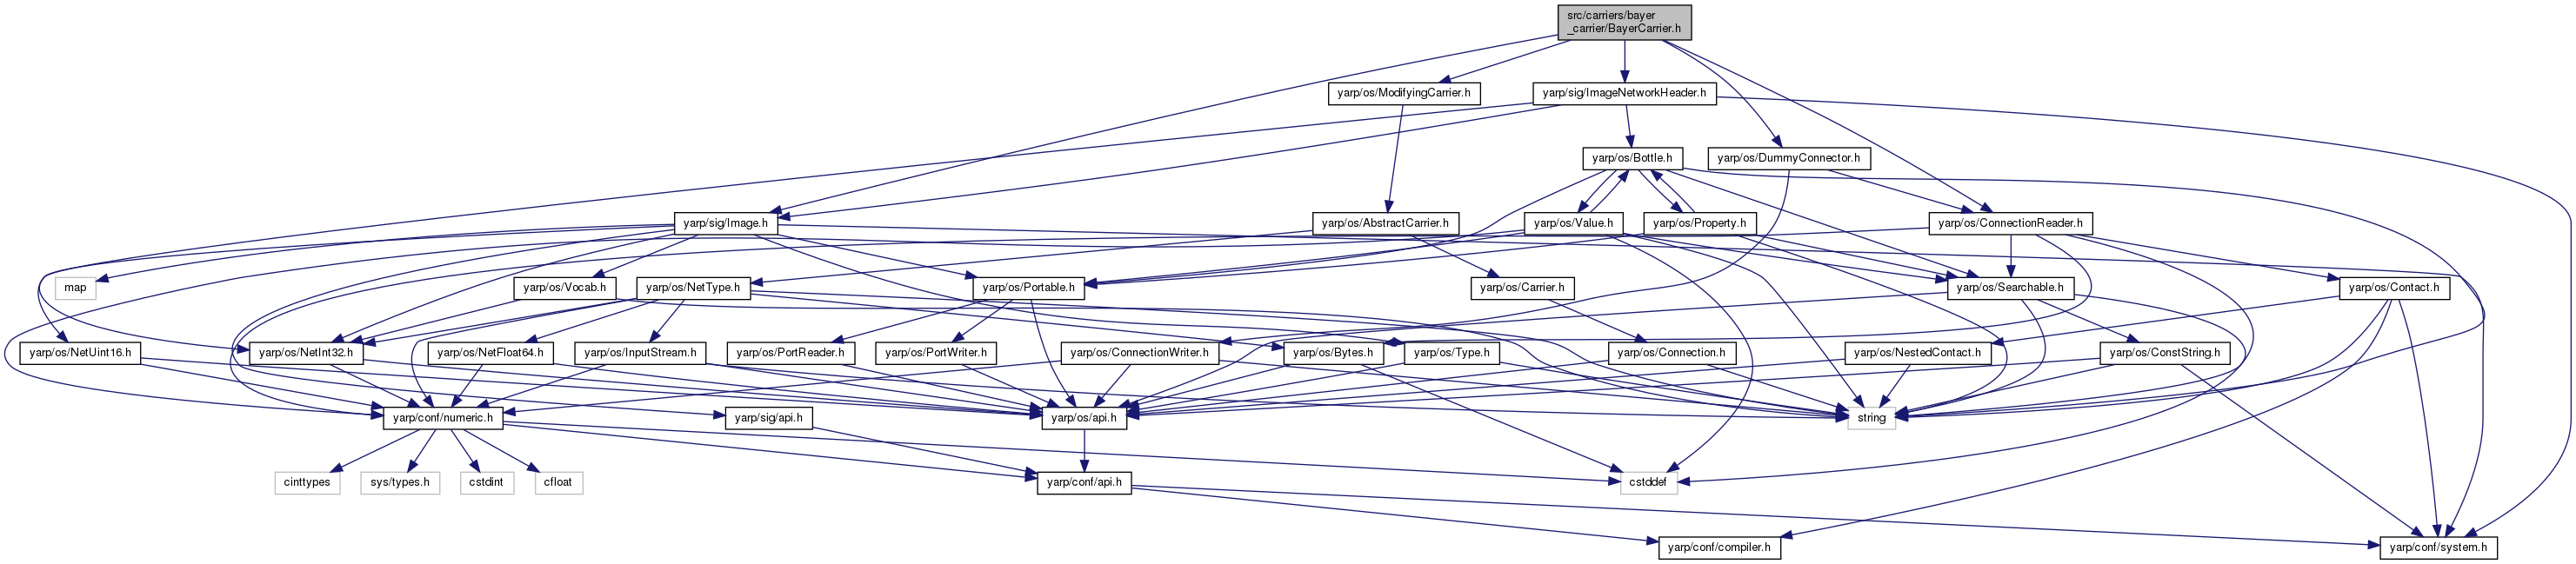 src/carriers/bayer
_carrier/BayerCarrier.h
yarp/os/ModifyingCarrier.h
yarp/sig/ImageNetworkHeader.h
yarp/os/Bottle.h
yarp/os/DummyConnector.h
yarp/sig/Image.h
yarp/os/AbstractCarrier.h
yarp/os/Value.h
yarp/os/Property.h
yarp/os/ConnectionReader.h
map
yarp/os/Vocab.h
yarp/os/NetType.h
yarp/os/Portable.h
yarp/os/Carrier.h
yarp/os/Searchable.h
yarp/os/Contact.h
yarp/os/NetUint16.h
yarp/os/NetInt32.h
yarp/os/NetFloat64.h
yarp/os/InputStream.h
yarp/os/PortReader.h
yarp/os/PortWriter.h
yarp/os/ConnectionWriter.h
yarp/os/Bytes.h
yarp/os/Type.h
yarp/os/Connection.h
yarp/os/NestedContact.h
yarp/os/ConstString.h
yarp/conf/numeric.h
yarp/sig/api.h
yarp/os/api.h
string
cinttypes
sys/types.h
cstdint
cfloat
yarp/conf/api.h
cstddef
yarp/conf/compiler.h
yarp/conf/system.h